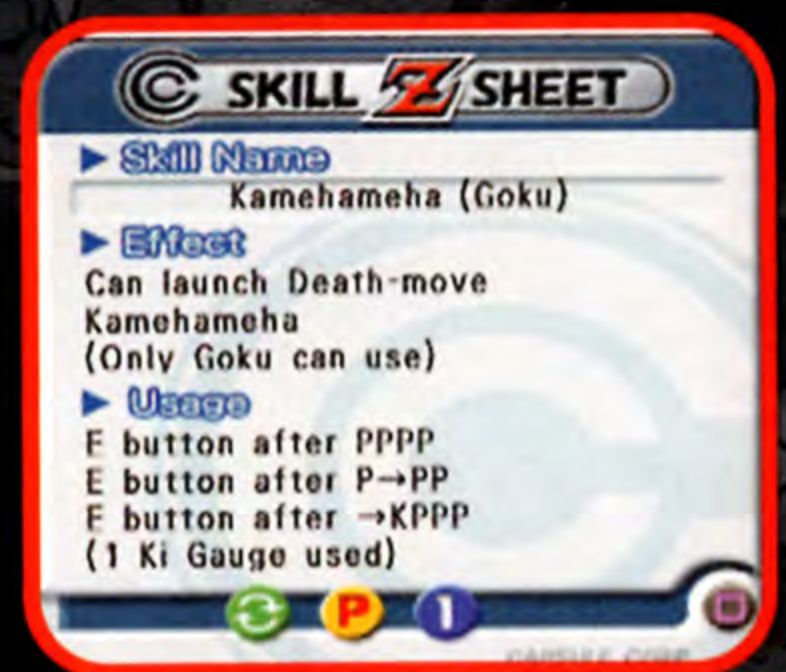 SKILL Z SHEET
Skill Name
Kamehameha (Goku)
Effect
Can launch Death-move
Kamehameha
(Only Goku can use)
Usage
E button after PPPP
E button after P→PP
E button after →KPPP
(1 Ki Gauge used)
P 1